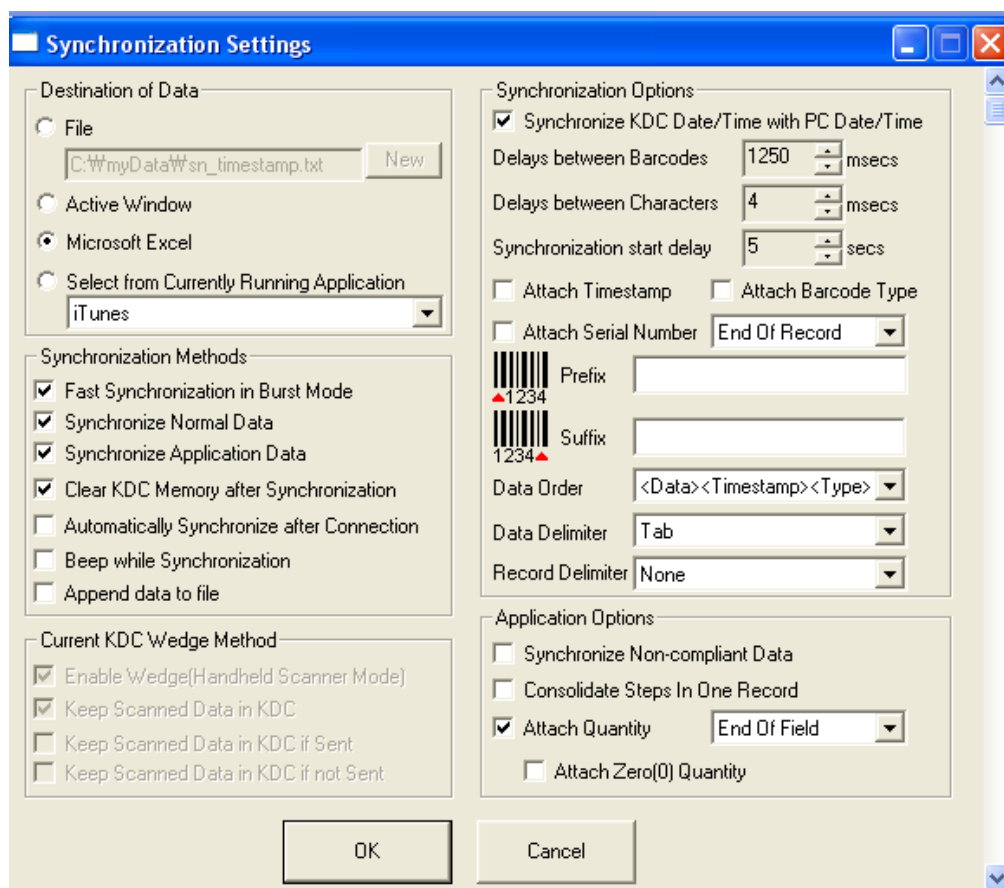 Synchronization Settings
Destination of Data
File
C:₩myData₩sn_timestamp.txt New
Active Window
Microsoft Excel
Select from Currently Running Application
iTunes
Synchronization Methods
Fast Synchronization in Burst Mode
Synchronize Normal Data
Synchronize Application Data
Clear KDC Memory after Synchronization
Automatically Synchronize after Connection
Beep while Synchronization
Append data to file
Current KDC Wedge Method
Enable Wedge(Handheld Scanner Mode)
Keep Scanned Data in KDC
Keep Scanned Data in KDC if Sent
Keep Scanned Data in KDC if not Sent
Synchronization Options
Synchronize KDC Date/Time with PC Date/Time
Delays between Barcodes 1250 msecs
Delays between Characters 4 msecs
Synchronization start delay 5 secs
Attach Timestamp Attach Barcode Type
Attach Serial Number End Of Record
1234 Prefix
1234 Suffix
Data Order <Data><Timestamp><Type>
Data Delimiter Tab
Record Delimiter None
Application Options
Synchronize Non-compliant Data
Consolidate Steps In One Record
Attach Quantity End Of Field
Attach Zero(0) Quantity
OK Cancel